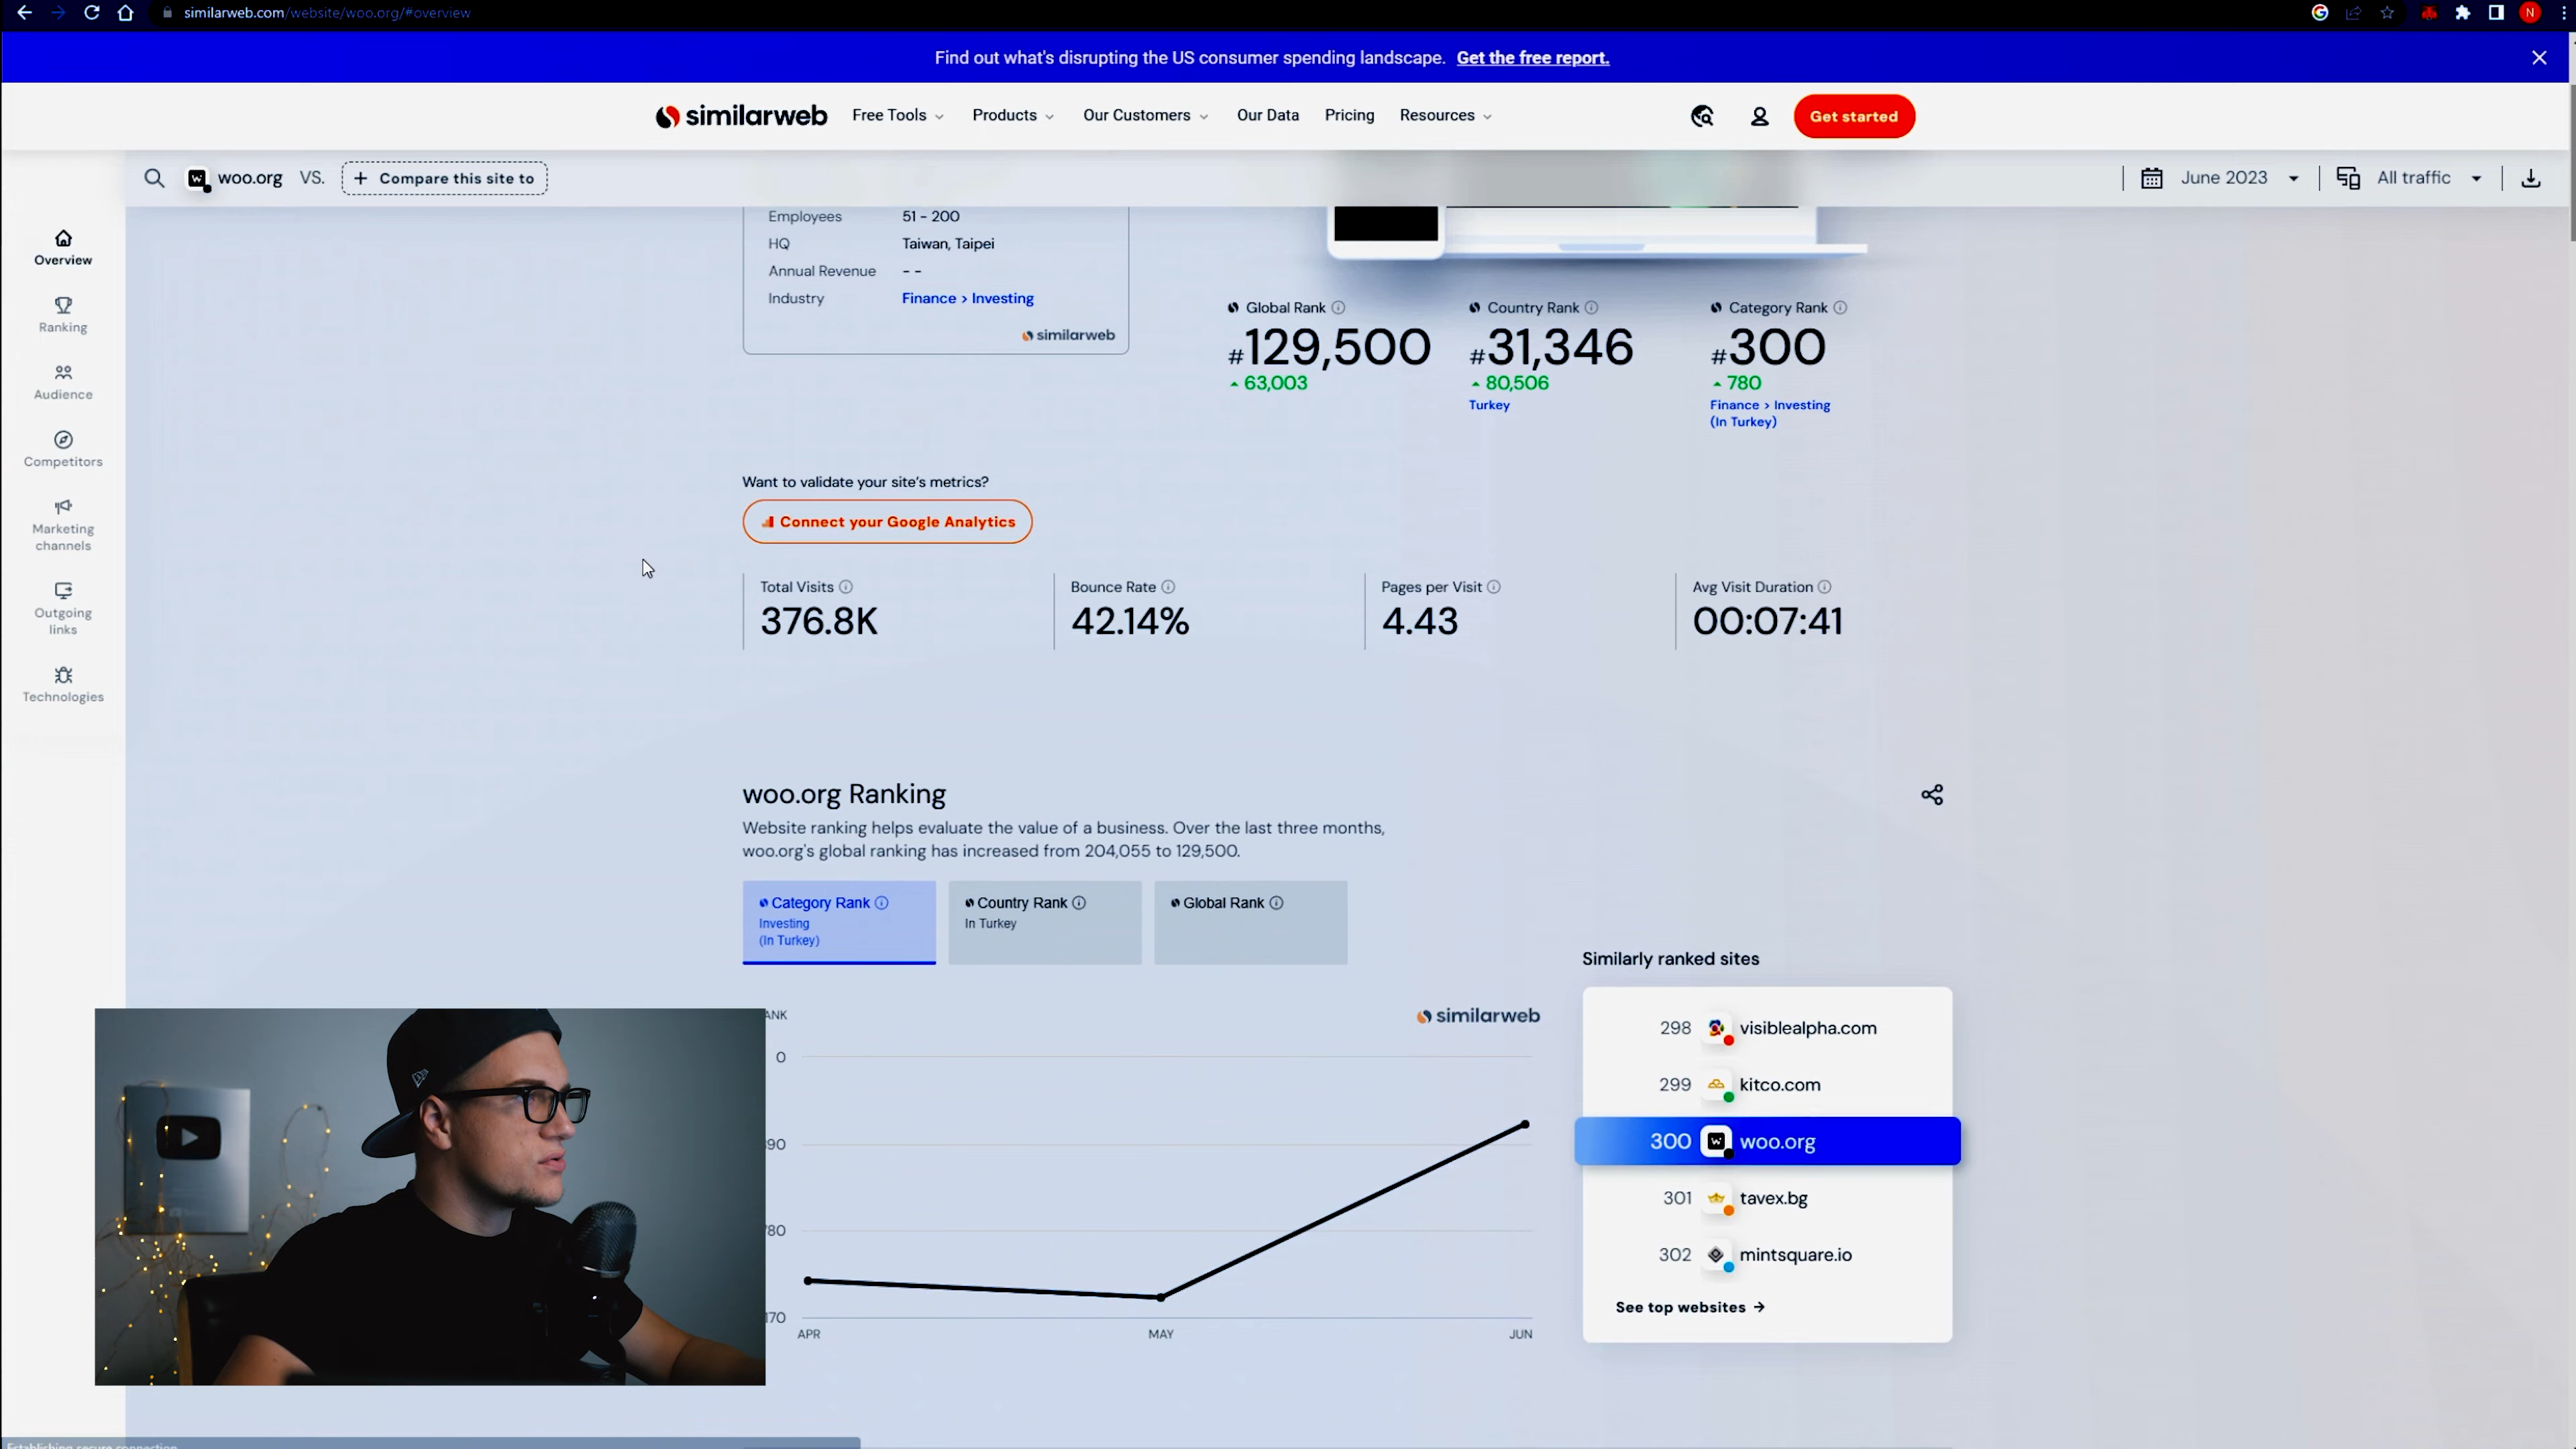 similarweb.com/website/woo.org/#overview
N
Find out what's disrupting the US consumer spending landscape. Get the free report.
similarweb Free Tools Products Our Customers Our Data Pricing Resources Get started
woo.org VS. + Compare this site to June 2023 All traffic
Overview
Ranking
Audience
Competitors
Marketing
channels
Outgoing
links
Technologies
Employees 51 - 200
HQ Taiwan, Taipei
Annual Revenue - -
Industry Finance > Investing
similarweb
Global Rank
#129,500
63,003
Country Rank
#31,346
80,506
Turkey
Category Rank
#300
780
Finance > Investing
(In Turkey)
Want to validate your site's metrics?
Connect your Google Analytics
Total Visits
376.8K
Bounce Rate
42.14%
Pages per Visit
4.43
Avg Visit Duration
00:07:41
woo.org Ranking
Website ranking helps evaluate the value of a business. Over the last three months,
woo.org's global ranking has increased from 204,055 to 129,500.
Category Rank
Investing
(In Turkey)
Country Rank
In Turkey
Global Rank
similarweb
0
APR MAY JUN
Similarly ranked sites
298 visiblealpha.com
299 kitco.com
300 woo.org
301 tavex.bg
302 mintsquare.io
See top websites →